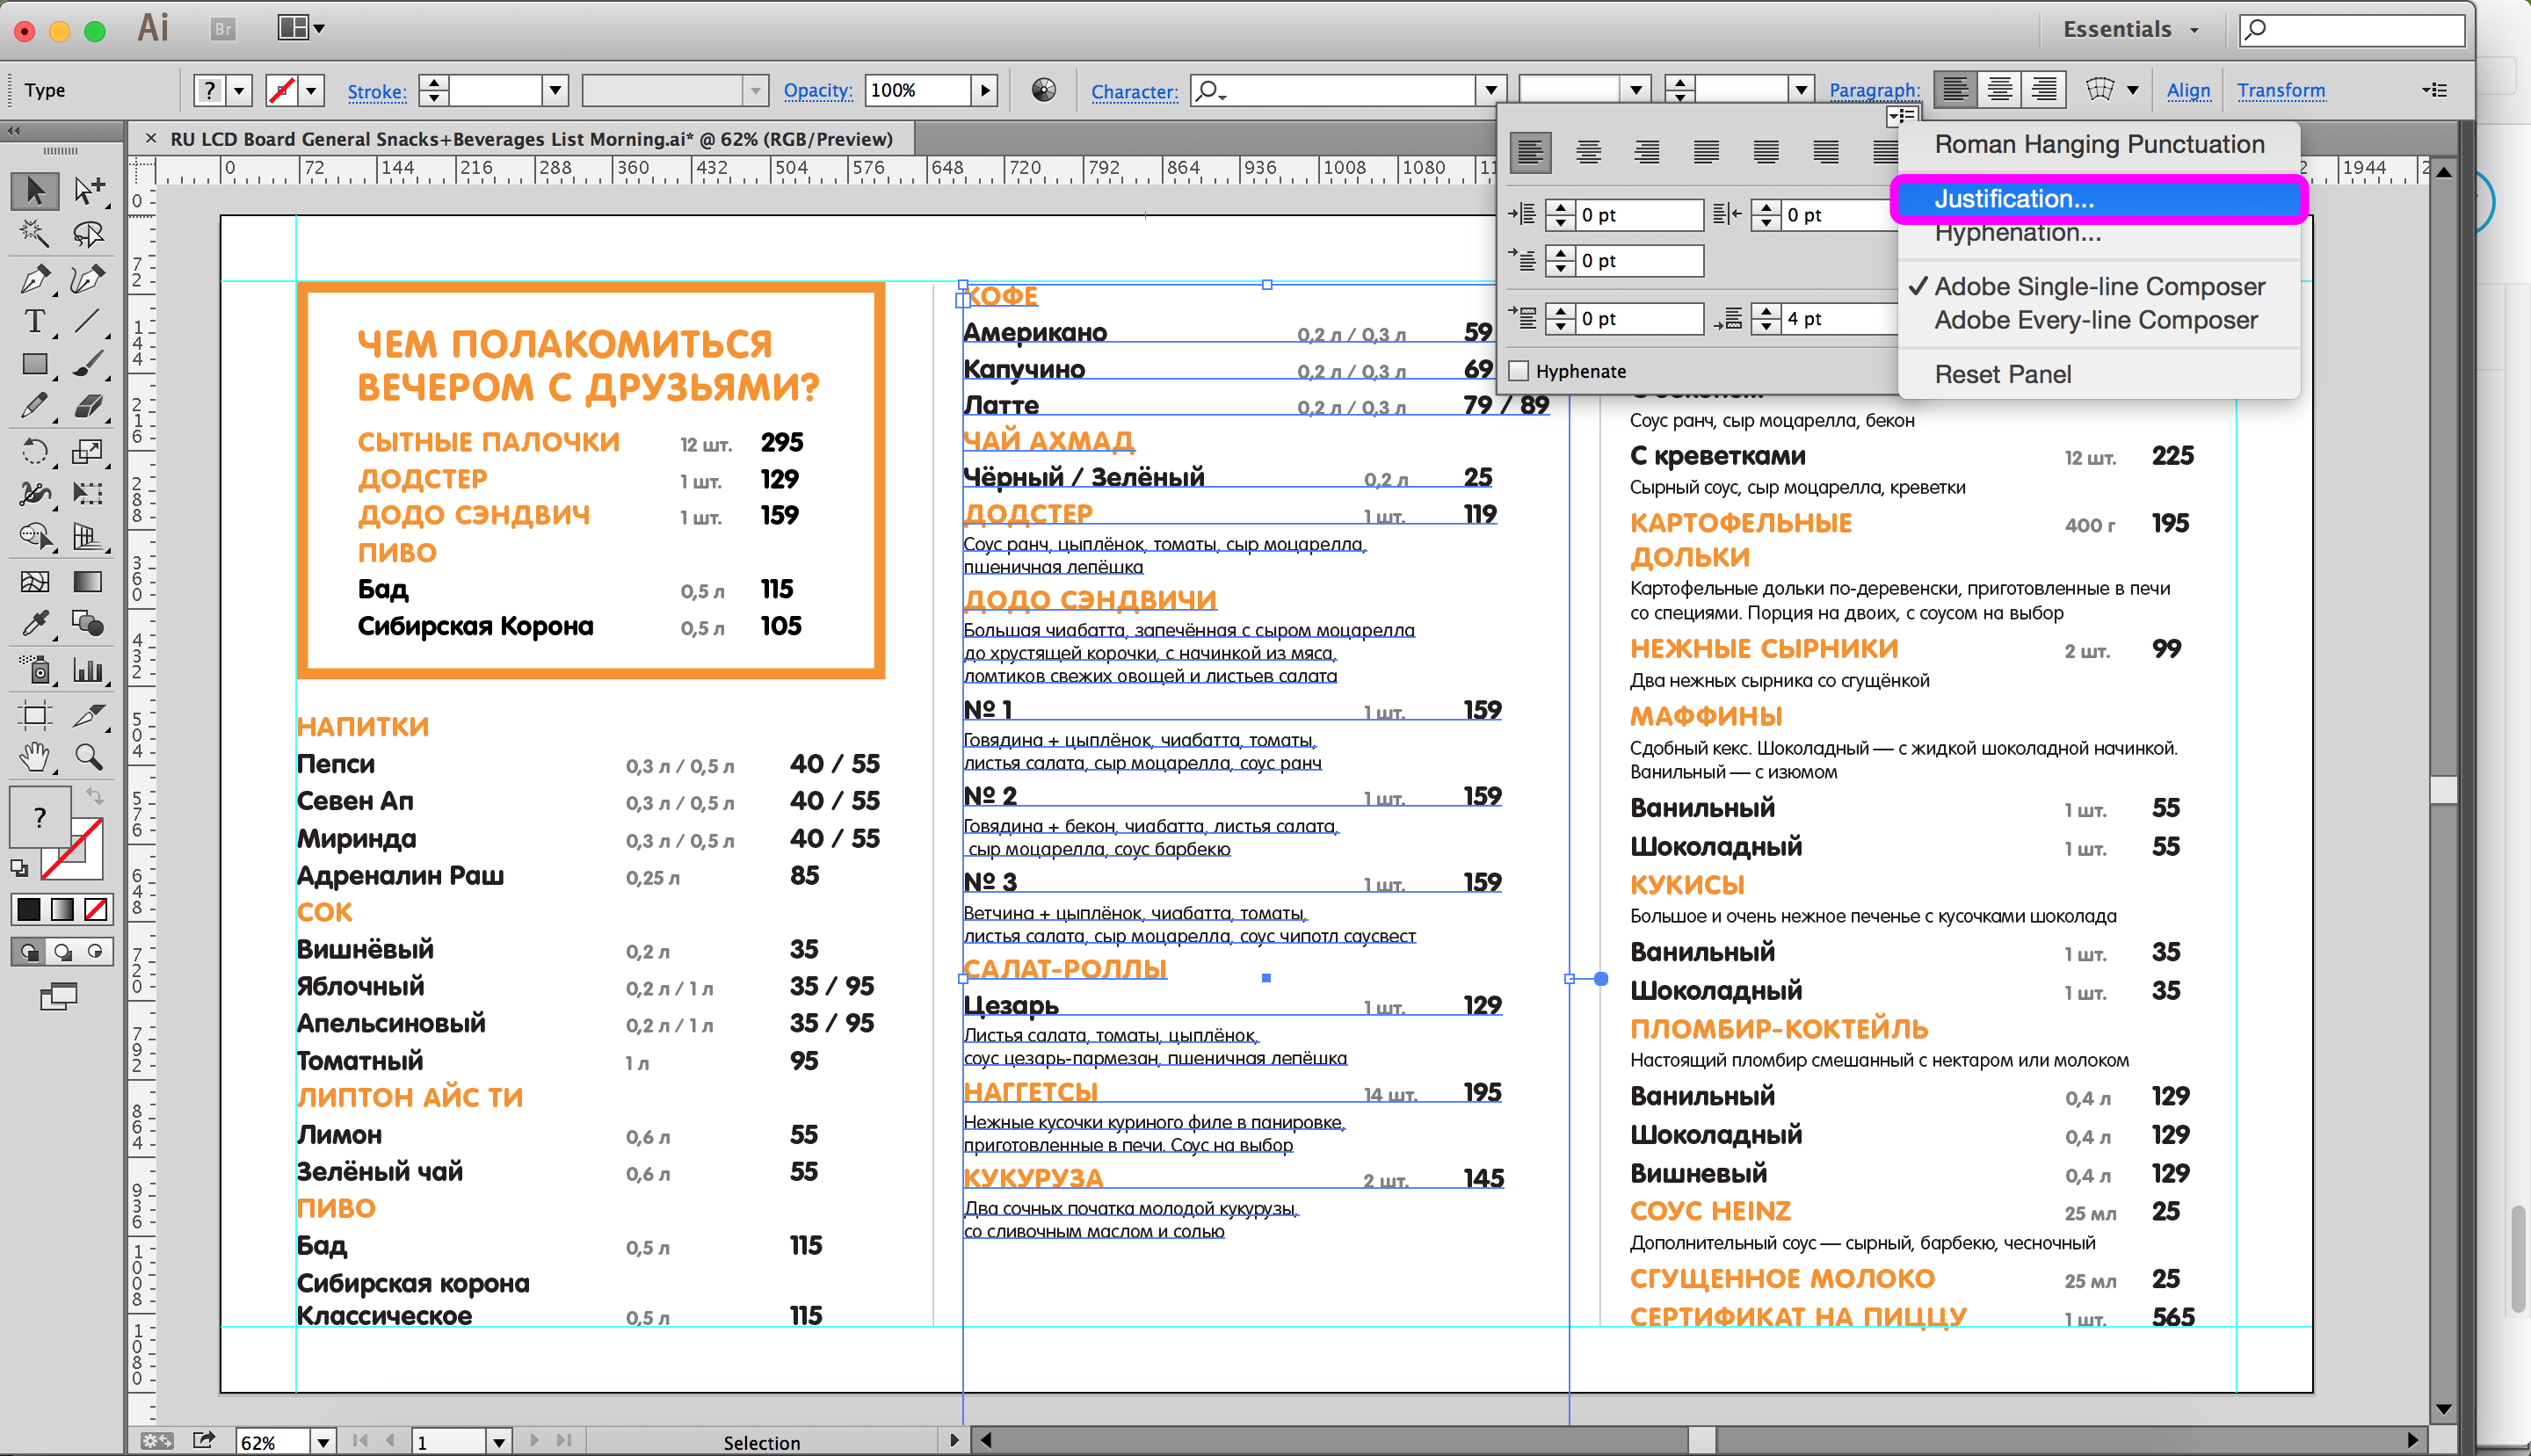 Ai
Br
Essentials
Type
?
Stroke:
Opacity:
100%
Character:
Paragraph:
Align
Transform
RU LCD Board General Snacks+Beverages List Morning.ai* @ 62% (RGB/Preview)
0 72 144 216 288 360 432 504 576 648 720 792 864 936 1008 1080 1944
0 pt
0 pt
0 pt
0 pt
4 pt
Hyphenate
Roman Hanging Punctuation
Justification...
Hyphenation...
✓ Adobe Single-line Composer
Adobe Every-line Composer
Reset Panel
0
72
144
216
288
360
432
504
576
648
720
792
864
936
1008
1080
T
?
ЧЕМ ПОЛАКОМИТЬСЯ
ВЕЧЕРОМ С ДРУЗЬЯМИ?
СЫТНЫЕ ПАЛОЧКИ 12 шт. 295
ДОДСТЕР 1 шт. 129
ДОДО СЭНДВИЧ 1 шт. 159
ПИВО
Бад 0,5 л 115
Сибирская Корона 0,5 л 105
НАПИТКИ
Пепси 0,3 л / 0,5 л 40 / 55
Севен Ап 0,3 л / 0,5 л 40 / 55
Миринда 0,3 л / 0,5 л 40 / 55
Адреналин Раш 0,25 л 85
СОК
Вишнёвый 0,2 л 35
Яблочный 0,2 л / 1 л 35 / 95
Апельсиновый 0,2 л / 1 л 35 / 95
Томатный 1 л 95
ЛИПТОН АЙС ТИ
Лимон 0,6 л 55
Зелёный чай 0,6 л 55
ПИВО
Бад 0,5 л 115
Сибирская корона
Классическое 0,5 л 115
КОФЕ
Американо 0,2 л / 0,3 л 59
Капучино 0,2 л / 0,3 л 69
Латте 0,2 л / 0,3 л 79 / 89
ЧАЙ АХМАД
Чёрный / Зелёный 0,2 л 25
ДОДСТЕР 1 шт. 119
Соус ранч, цыплёнок, томаты, сыр моцарелла,
пшеничная лепёшка
ДОДО СЭНДВИЧИ
Большая чиабатта, запечённая с сыром моцарелла
до хрустящей корочки, с начинкой из мяса,
ломтиков свежих овощей и листьев салата
№ 1 1 шт. 159
Говядина + цыплёнок, чиабатта, томаты,
листья салата, сыр моцарелла, соус ранч
№ 2 1 шт. 159
Говядина + бекон, чиабатта, листья салата,
сыр моцарелла, соус барбекю
№ 3 1 шт. 159
Ветчина + цыплёнок, чиабатта, томаты,
листья салата, сыр моцарелла, соус чипотл саусвест
САЛАТ-РОЛЛЫ
Цезарь 1 шт. 129
Листья салата, томаты, цыплёнок,
соус цезарь-пармезан, пшеничная лепёшка
НАГГЕТСЫ 14 шт. 195
Нежные кусочки куриного филе в панировке,
приготовленные в печи. Соус на выбор
КУКУРУЗА 2 шт. 145
Два сочных початка молодой кукурузы,
со сливочным маслом и солью
Соус ранч, сыр моцарелла, бекон
С креветками 12 шт. 225
Сырный соус, сыр моцарелла, креветки
КАРТОФЕЛЬНЫЕ 400 г 195
ДОЛЬКИ
Картофельные дольки по-деревенски, приготовленные в печи
со специями. Порция на двоих, с соусом на выбор
НЕЖНЫЕ СЫРНИКИ 2 шт. 99
Два нежных сырника со сгущёнкой
МАФФИНЫ
Сдобный кекс. Шоколадный — с жидкой шоколадной начинкой.
Ванильный — с изюмом
Ванильный 1 шт. 55
Шоколадный 1 шт. 55
КУКИСЫ
Большое и очень нежное печенье с кусочками шоколада
Ванильный 1 шт. 35
Шоколадный 1 шт. 35
ПЛОМБИР-КОКТЕЙЛЬ
Настоящий пломбир смешанный с нектаром или молоком
Ванильный 0,4 л 129
Шоколадный 0,4 л 129
Вишневый 0,4 л 129
СОУС HEINZ 25 мл 25
Дополнительный соус — сырный, барбекю, чесночный
СГУЩЕННОЕ МОЛОКО 25 мл 25
СЕРТИФИКАТ НА ПИЦЦУ 1 шт. 565
62%
1
Selection